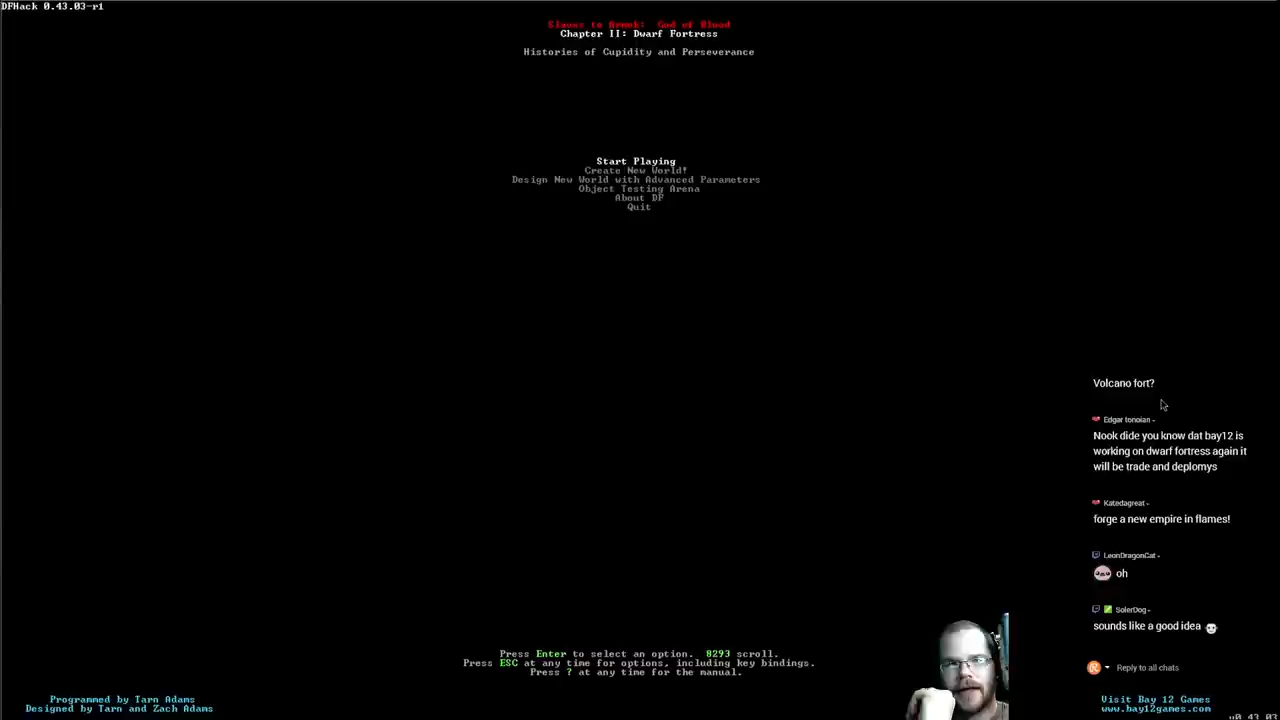 DFHack 0.43.03-r1
Slaves to Armok: God of Blood
Chapter II: Dwarf Fortress
Histories of Cupidity and Perseverance
Start Playing
Create New World!
Design New World with Advanced Parameters
Object Testing Arena
About DF
Quit
Volcano fort?
Edgar tonoian
Nook dide you know dat bay12 is
working on dwarf fortress again it
will be trade and deplomys
Katedagreat
forge a new empire in flames!
LeonDragonCat
oh
SolerDog
sounds like a good idea
Reply to all chats
Press Enter to select an option. 8293 scroll.
Press ESC at any time for options, including key bindings.
Press ? at any time for the manual.
Programmed by Tarn Adams
Designed by Tarn and Zach Adams
Visit Bay 12 Games
www.bay12games.com
v0.43.03